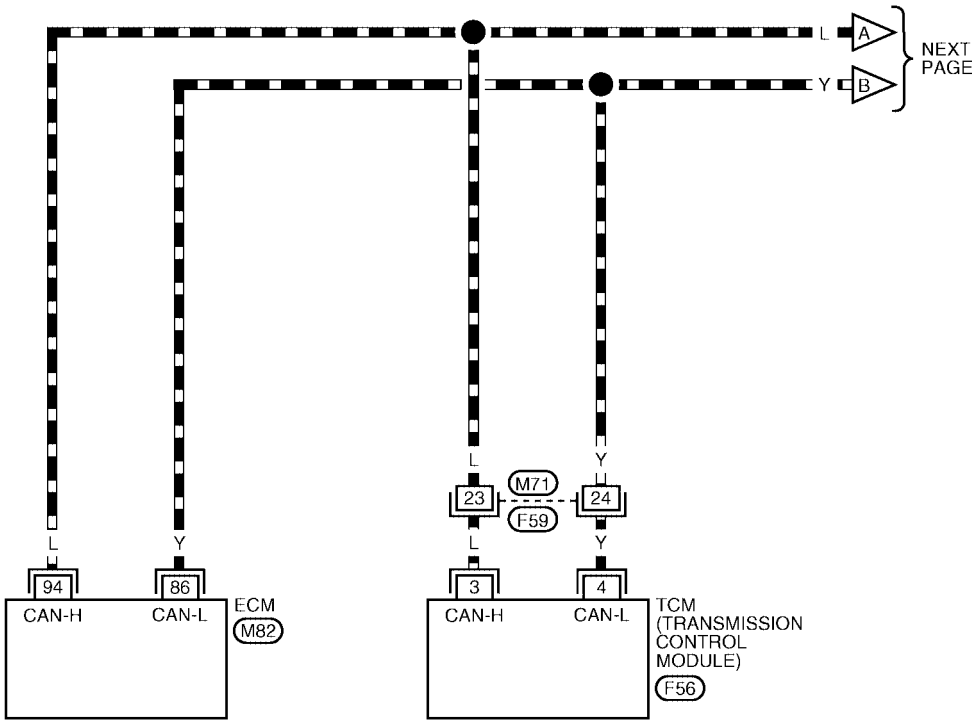 L
A
NEXT
PAGE
Y
B
L
Y
23
M71
24
F59
L
Y
L
Y
94
86
3
4
CAN-H
CAN-L
ECM
M82
CAN-H
CAN-L
TCM
(TRANSMISSION
CONTROL
MODULE)
F56